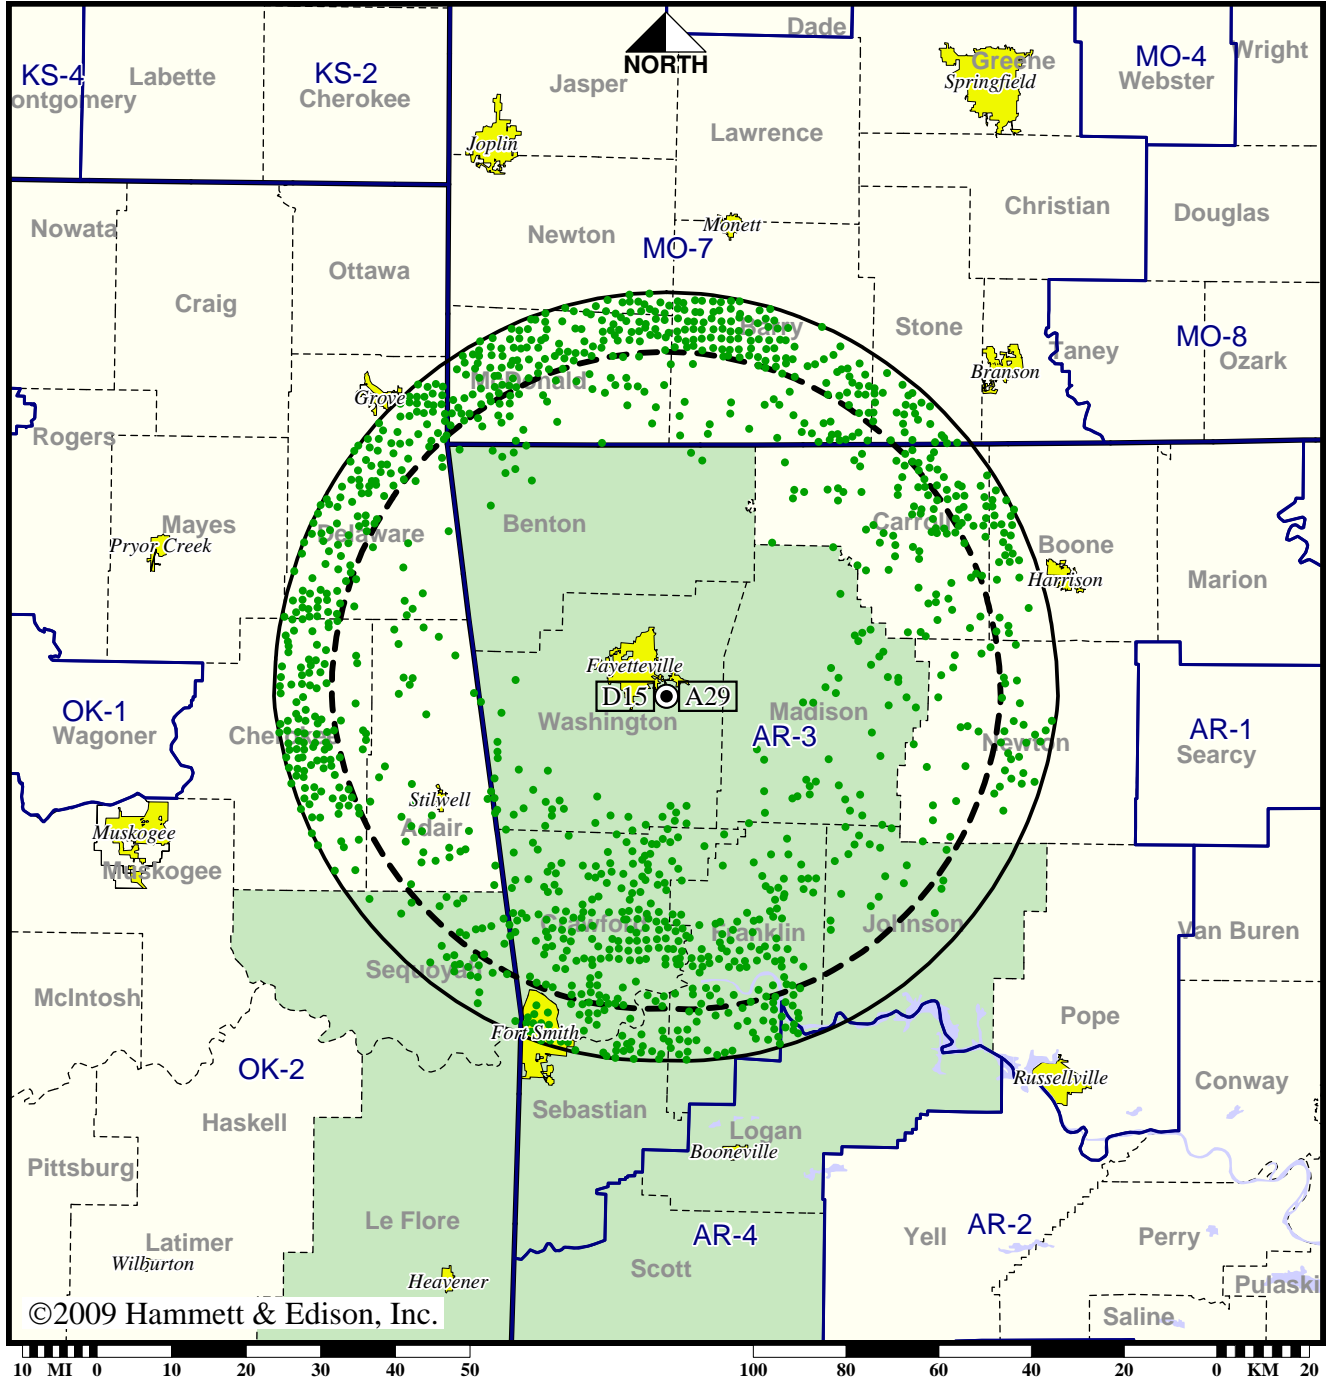 Dade
KS-4
Labette
KS-2
NORTH
Jasper
Greene
MO-4
Wright
ontgomery
Cherokee
Springfield
Webster
Joplin
Lawrence
Nowata
Newton
Monett
MO-7
Christian
Douglas
Ottawa
Craig
Barry
Stone
MO-8
Taney
Ozark
McDonald
Branson
Grove
Rogers
Mayes
Pryor Creek
Delaware
Benton
Carroll
Boone
Harrison
Marion
Fayetteville
D15
A29
OK-1
Wagoner
Cherokee
Washington
Madison
AR-3
Newton
AR-1
Searcy
Stilwell
Adair
Muskogee
Muskogee
Crawford
Franklin
Johnson
Van Buren
Sequoyah
McIntosh
Fort Smith
Pope
OK-2
Russellville
Conway
Haskell
Sebastian
Logan
Booneville
Pittsburg
Le Flore
AR-4
Yell
AR-2
Perry
Latimer
Wilburton
Heavener
Scott
Pulaski
©2009 Hammett & Edison, Inc.
Saline
10 MI 0 10 20 30 40 50
100 80 60 40 20 0 KM 20